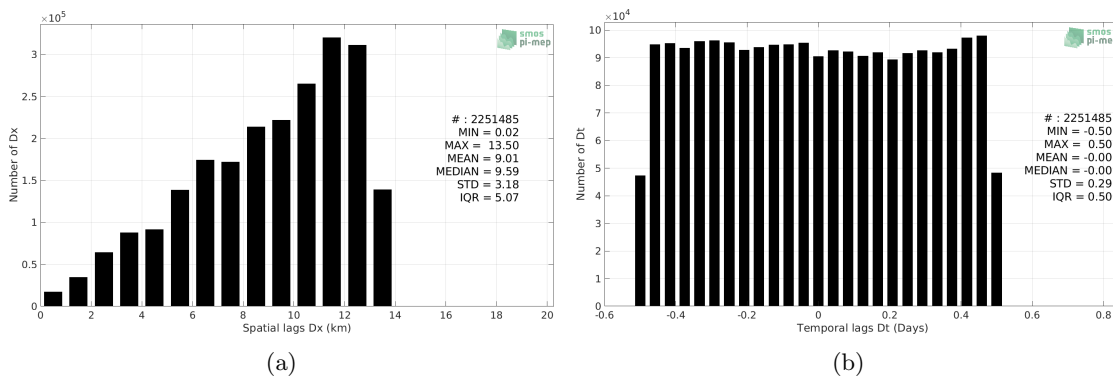 ×10⁵
3
2.5
2
1.5
1
0.5
0
0 2 4 6 8 10 12 14 16 18 20
Number of Dx
Spatial lags Dx (km)
smos
pi-mep
# : 2251485
MIN = 0.02
MAX = 13.50
MEAN = 9.01
MEDIAN = 9.59
STD = 3.18
IQR = 5.07
(a)
×10⁴
10
9
8
7
6
5
4
3
2
1
0
-0.6 -0.4 -0.2 0 0.2 0.4 0.6 0.8
Number of Dt
Temporal lags Dt (Days)
smos
pi-mep
# : 2251485
MIN = -0.50
MAX = 0.50
MEAN = -0.00
MEDIAN = -0.00
STD = 0.29
IQR = 0.50
(b)